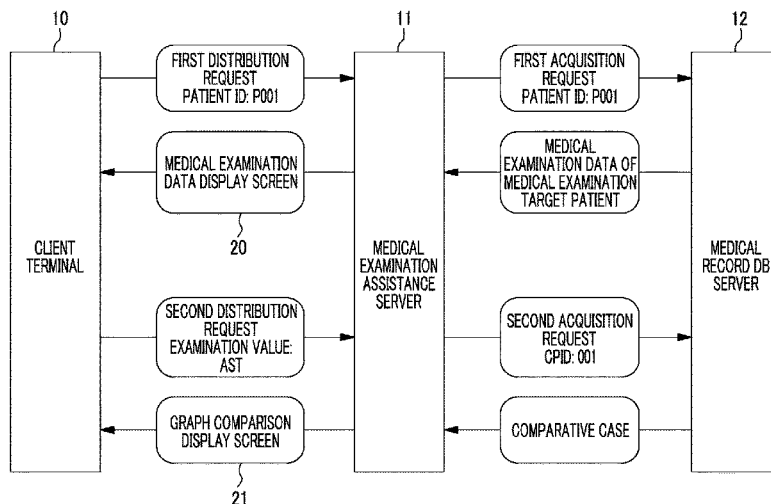 10
11
12
FIRST DISTRIBUTION
REQUEST
PATIENT ID: P001
FIRST ACQUISITION
REQUEST
PATIENT ID: P001
MEDICAL EXAMINATION
DATA DISPLAY SCREEN
20
MEDICAL
EXAMINATION DATA OF
MEDICAL EXAMINATION
TARGET PATIENT
CLIENT
TERMINAL
MEDICAL
EXAMINATION
ASSISTANCE
SERVER
MEDICAL
RECORD DB
SERVER
SECOND DISTRIBUTION
REQUEST
EXAMINATION VALUE:
AST
SECOND ACQUISITION
REQUEST
CPID: 001
GRAPH COMPARISON
DISPLAY SCREEN
21
COMPARATIVE CASE